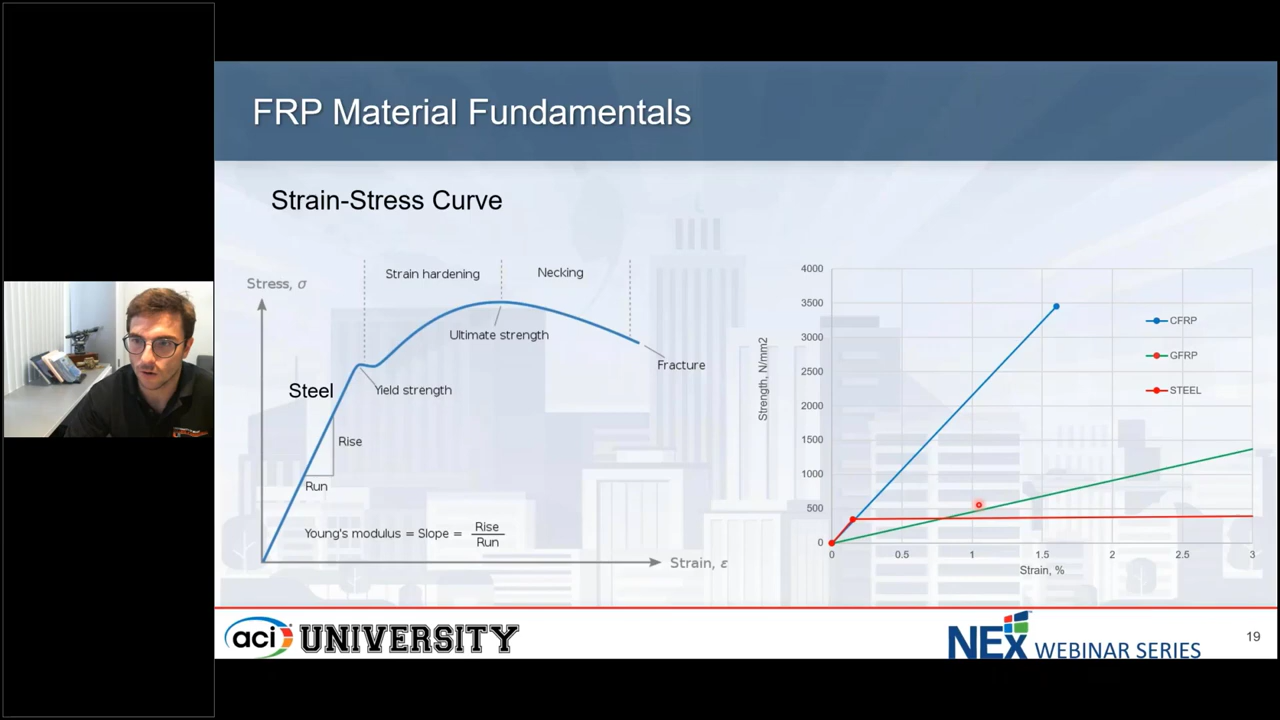 FRP Material Fundamentals
Strain-Stress Curve
Stress, σ
Strain hardening
Necking
Ultimate strength
Fracture
Steel
Yield strength
Rise
Run
Young's modulus = Slope = Rise
Run
Strain, ε
4000
3500
3000
2500
2000
1500
1000
500
0
Strength, N/mm2
0 0.5 1 1.5 2 2.5 3
Strain, %
CFRP
GFRP
STEEL
aci UNIVERSITY
NEX WEBINAR SERIES
19